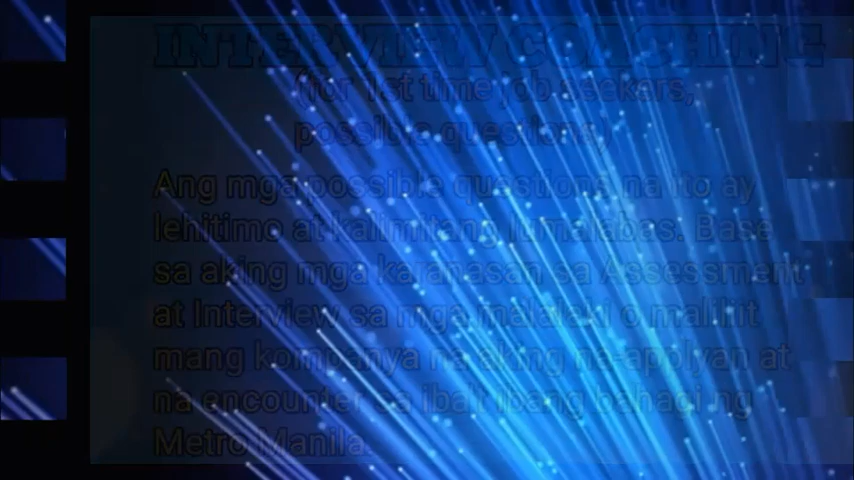 INTERVIEW COACHING
(for 1st time job seekers,
possible questions)
Ang mga possible questions na ito ay
lehitimo at kalimitang lumalabas. Base
sa aking mga karanasan sa Assessment
at Interview sa mga malalaki o maliliit
mang kompanya na aking na-applyan at
na encounter sa iba't ibang bahagi ng
Metro Manila.